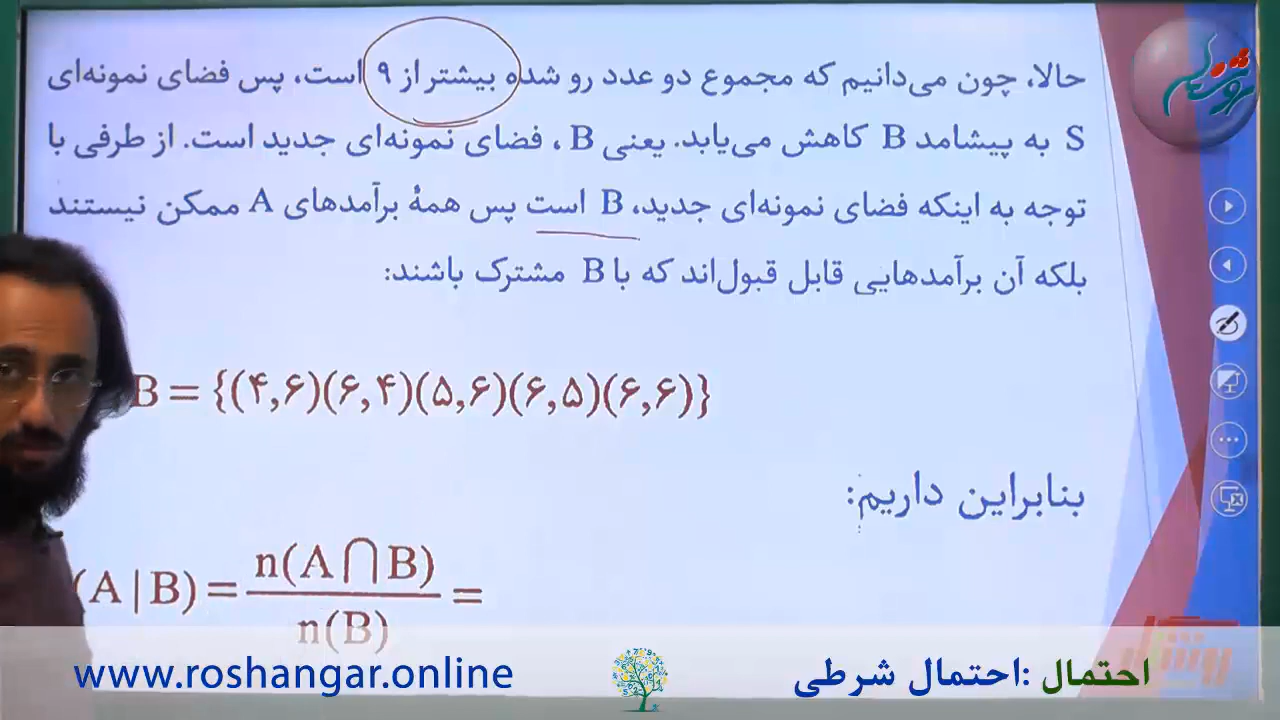 حالا، چون می‌دانیم که مجموع دو عدد رو شده بیشتر از ۹ است، پس فضای نمونه‌ای
S به پیشامد B کاهش می‌یابد. یعنی B ، فضای نمونه‌ای جدید است. از طرفی با
توجه به اینکه فضای نمونه‌ای جدید، B است پس همهٔ برآمدهای A ممکن نیستند
بلکه آن برآمدهایی قابل قبول‌اند که با B مشترک باشند:
B = {(۴,۶)(۶,۴)(۵,۶)(۶,۵)(۶,۶)}
بنابراین داریم:
(A|B) = n(A∩B) / n(B) =
www.roshangar.online
احتمال :احتمال شرطی